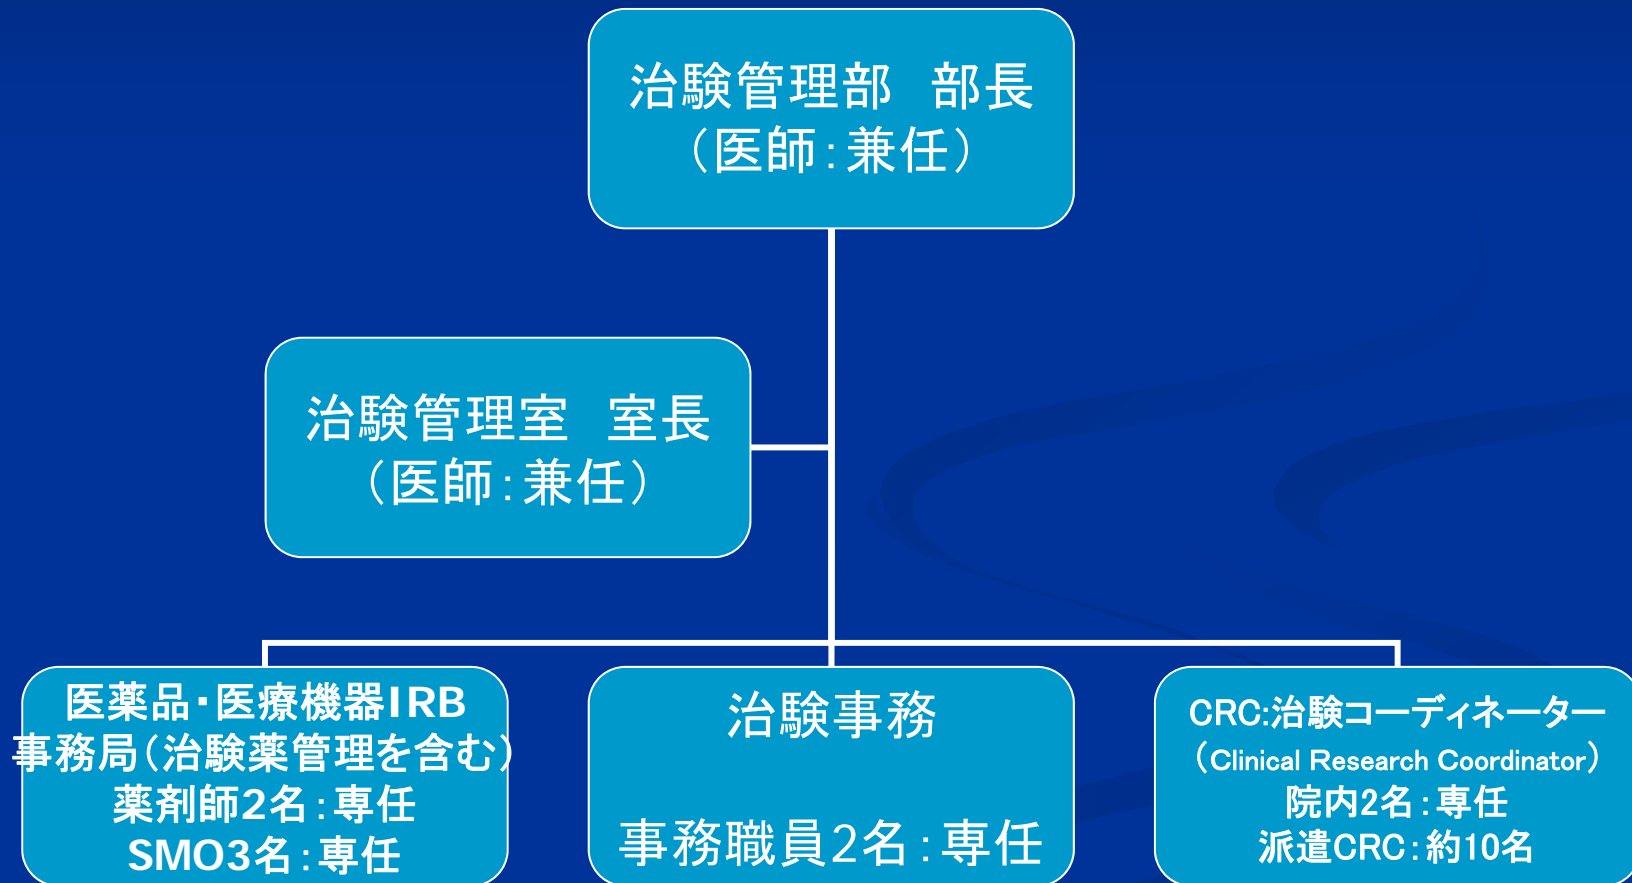 治験管理部　部長
（医師：兼任）
治験管理室　室長
（医師：兼任）
医薬品・医療機器IRB
事務局（治験薬管理を含む）
薬剤師2名：専任
SMO3名：専任
治験事務
事務職員2名：専任
CRC:治験コーディネーター
（Clinical Research Coordinator）
院内2名：専任
派遣CRC：約10名